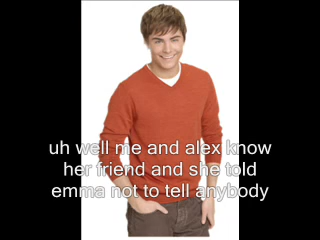 uh well me and alex know
her friend and she told
emma not to tell anybody